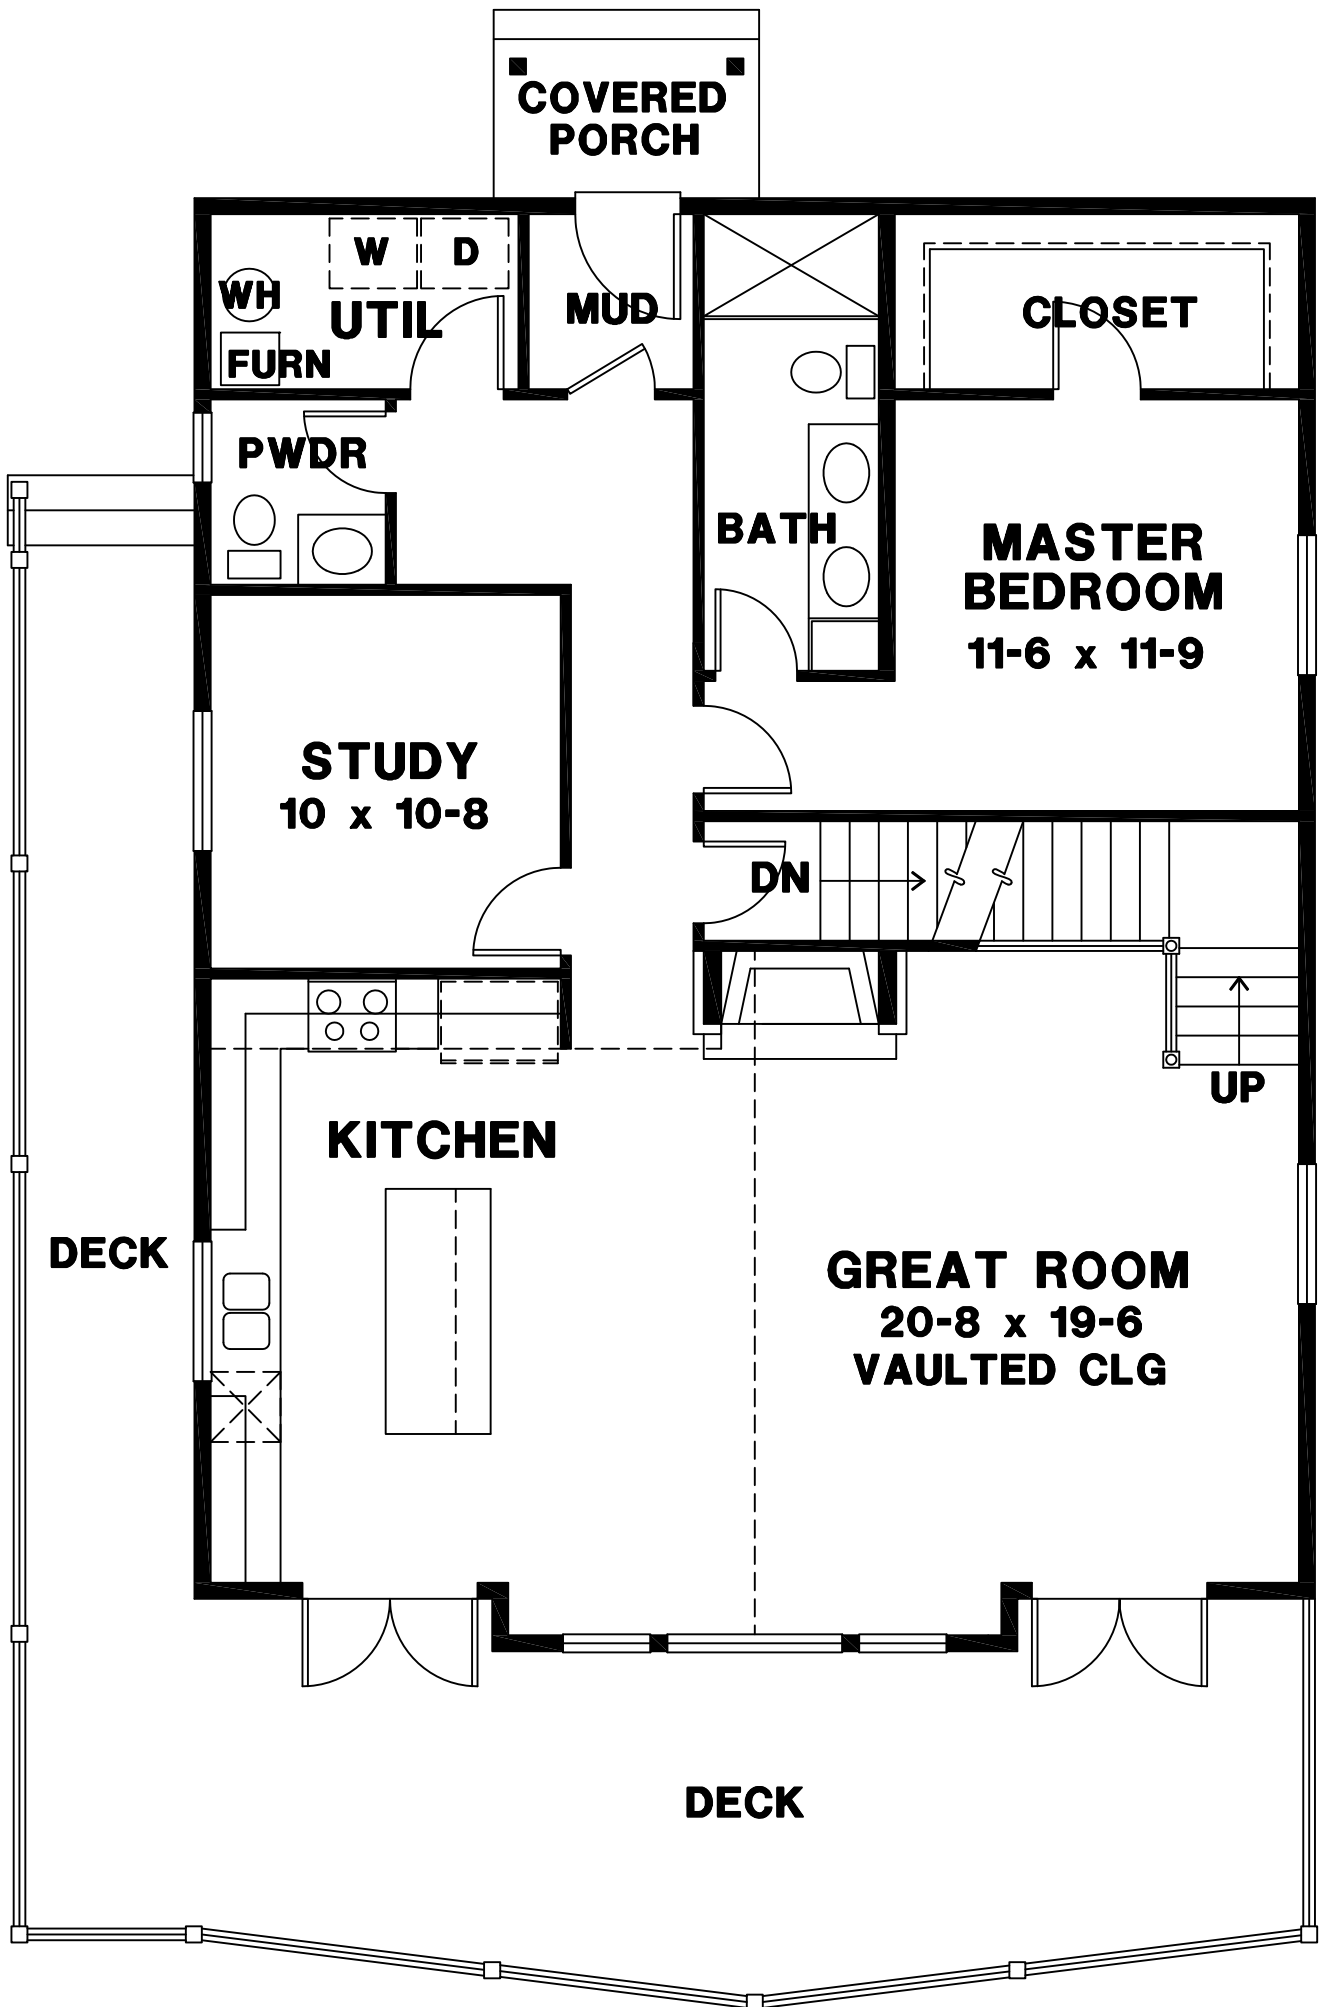 COVERED
PORCH
W D
WH
UTIL
MUD
CLOSET
FURN
PWDR
BATH
MASTER
BEDROOM
11-6 x 11-9
STUDY
10 x 10-8
DN
UP
KITCHEN
DECK
GREAT ROOM
20-8 x 19-6
VAULTED CLG
DECK